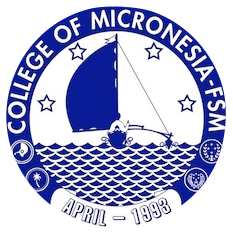 COLLEGE OF MICRONESIA-FSM
APRIL – 1993